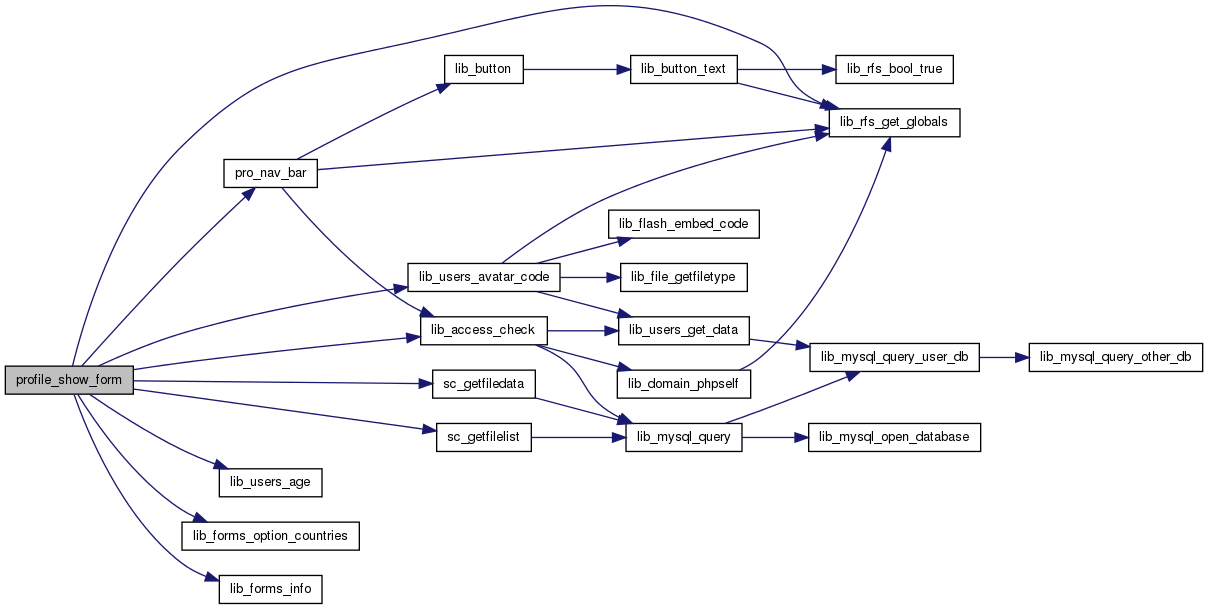 lib_button
lib_button_text
lib_rfs_bool_true
lib_rfs_get_globals
pro_nav_bar
lib_flash_embed_code
lib_users_avatar_code
lib_file_getfiletype
lib_access_check
lib_users_get_data
lib_mysql_query_user_db
lib_mysql_query_other_db
profile_show_form
sc_getfiledata
lib_domain_phpself
sc_getfilelist
lib_mysql_query
lib_mysql_open_database
lib_users_age
lib_forms_option_countries
lib_forms_info